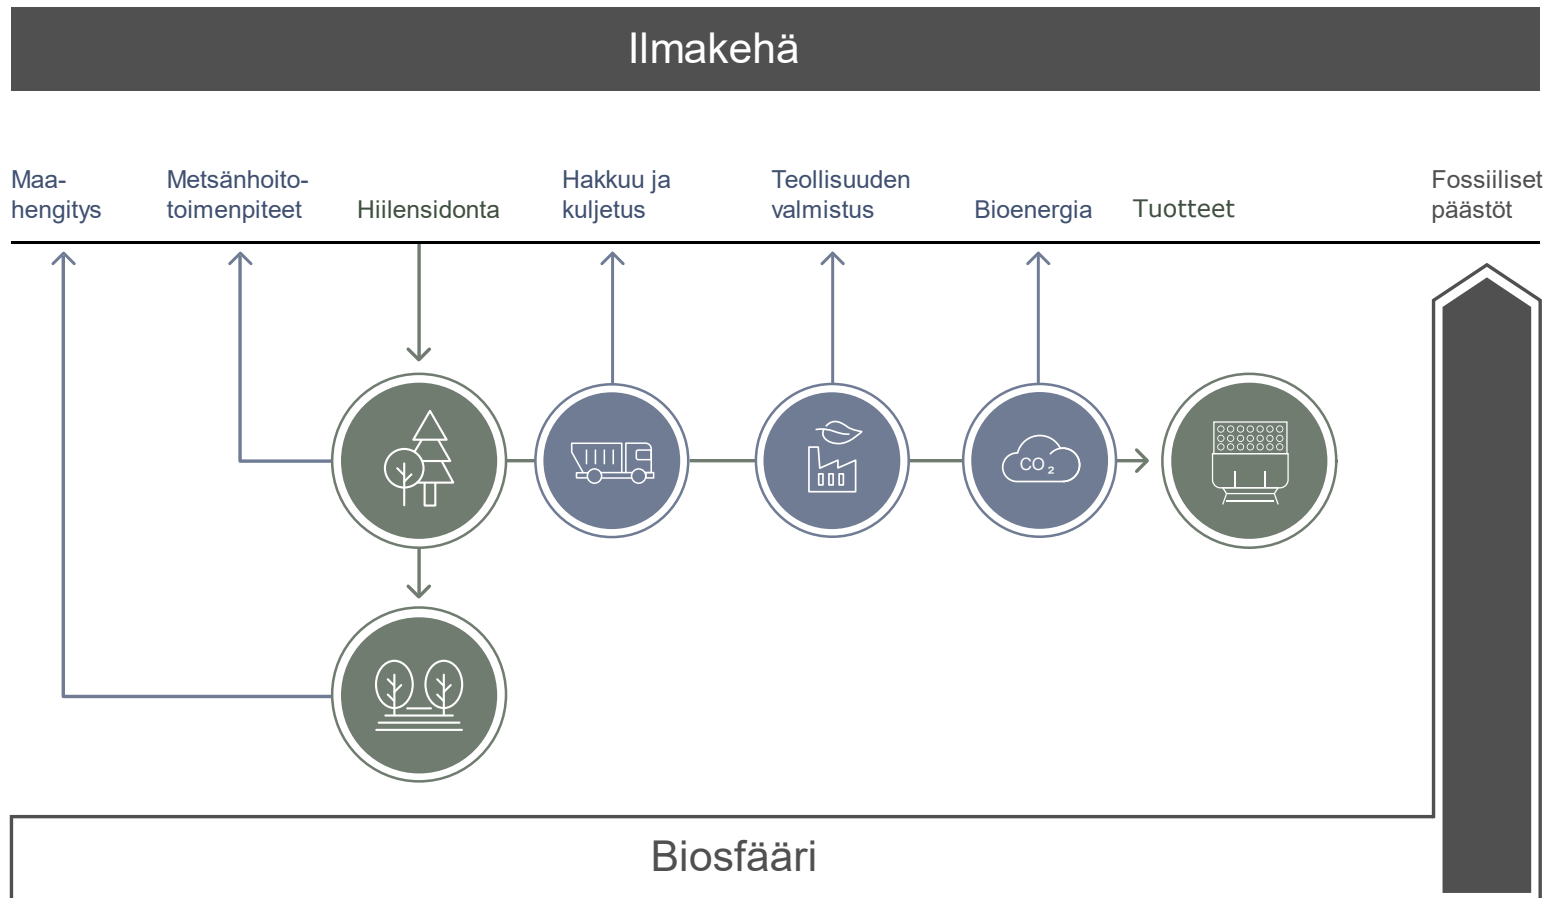 Ilmakehä
Maa-
hengitys
Metsänhoito-
toimenpiteet
Hiilensidonta
Hakkuu ja
kuljetus
Teollisuuden
valmistus
Bioenergia
Tuotteet
Fossiiliset
päästöt
CO₂
Biosfääri